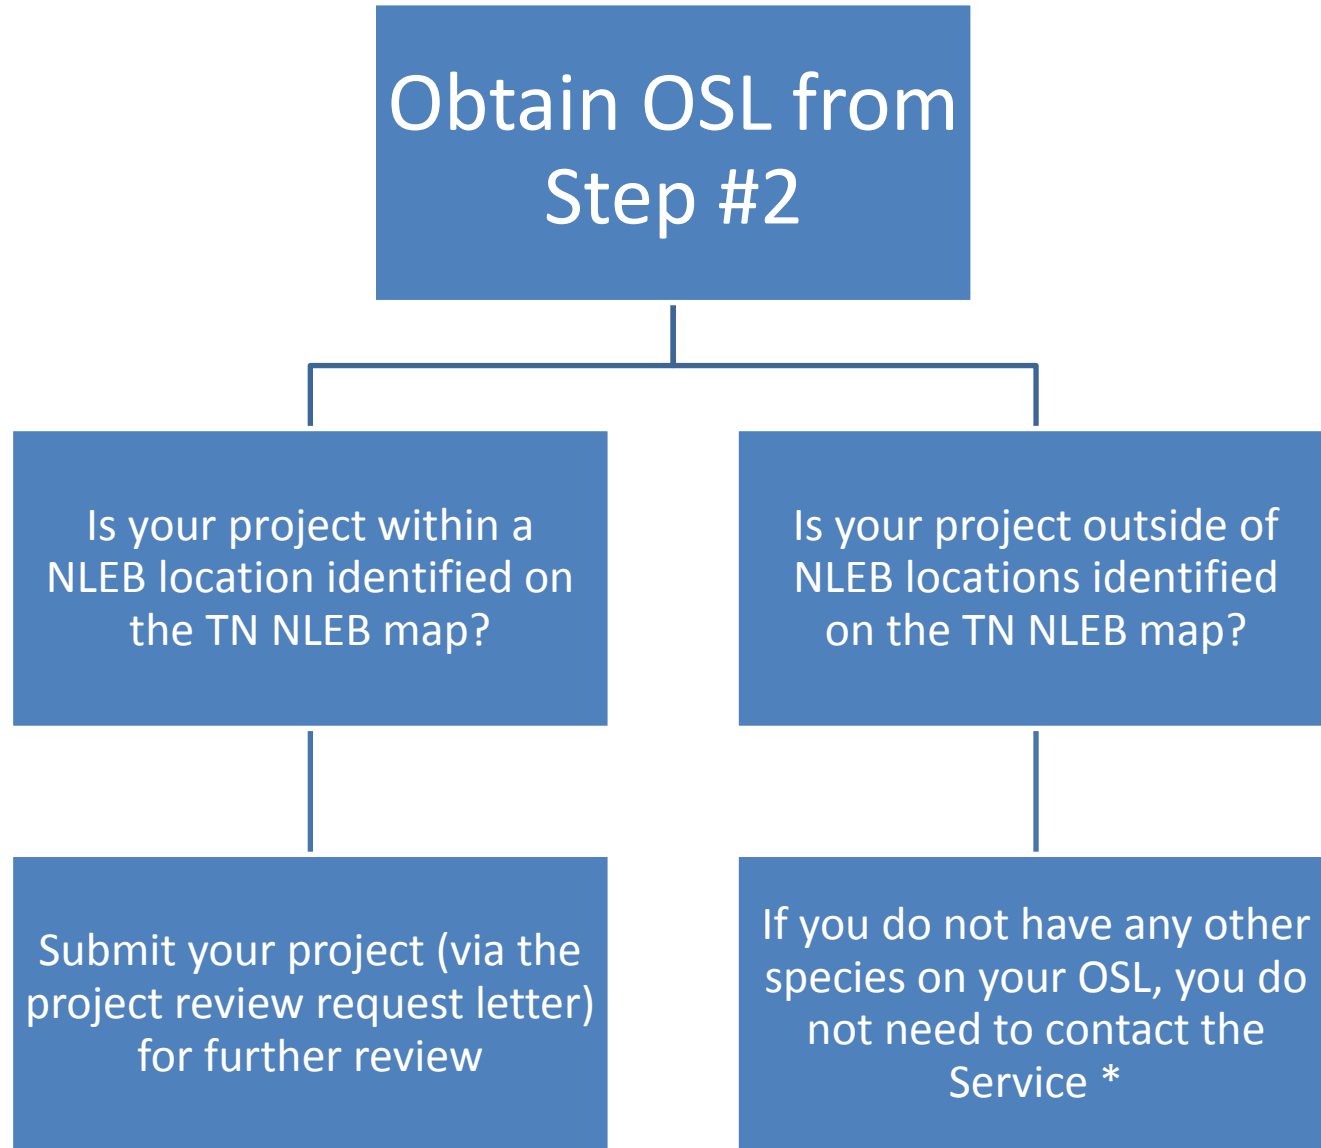 Obtain OSL from
Step #2
Is your project within a
NLEB location identified on
the TN NLEB map?
Is your project outside of
NLEB locations identified
on the TN NLEB map?
Submit your project (via the
project review request letter)
for further review
If you do not have any other
species on your OSL, you do
not need to contact the
Service *